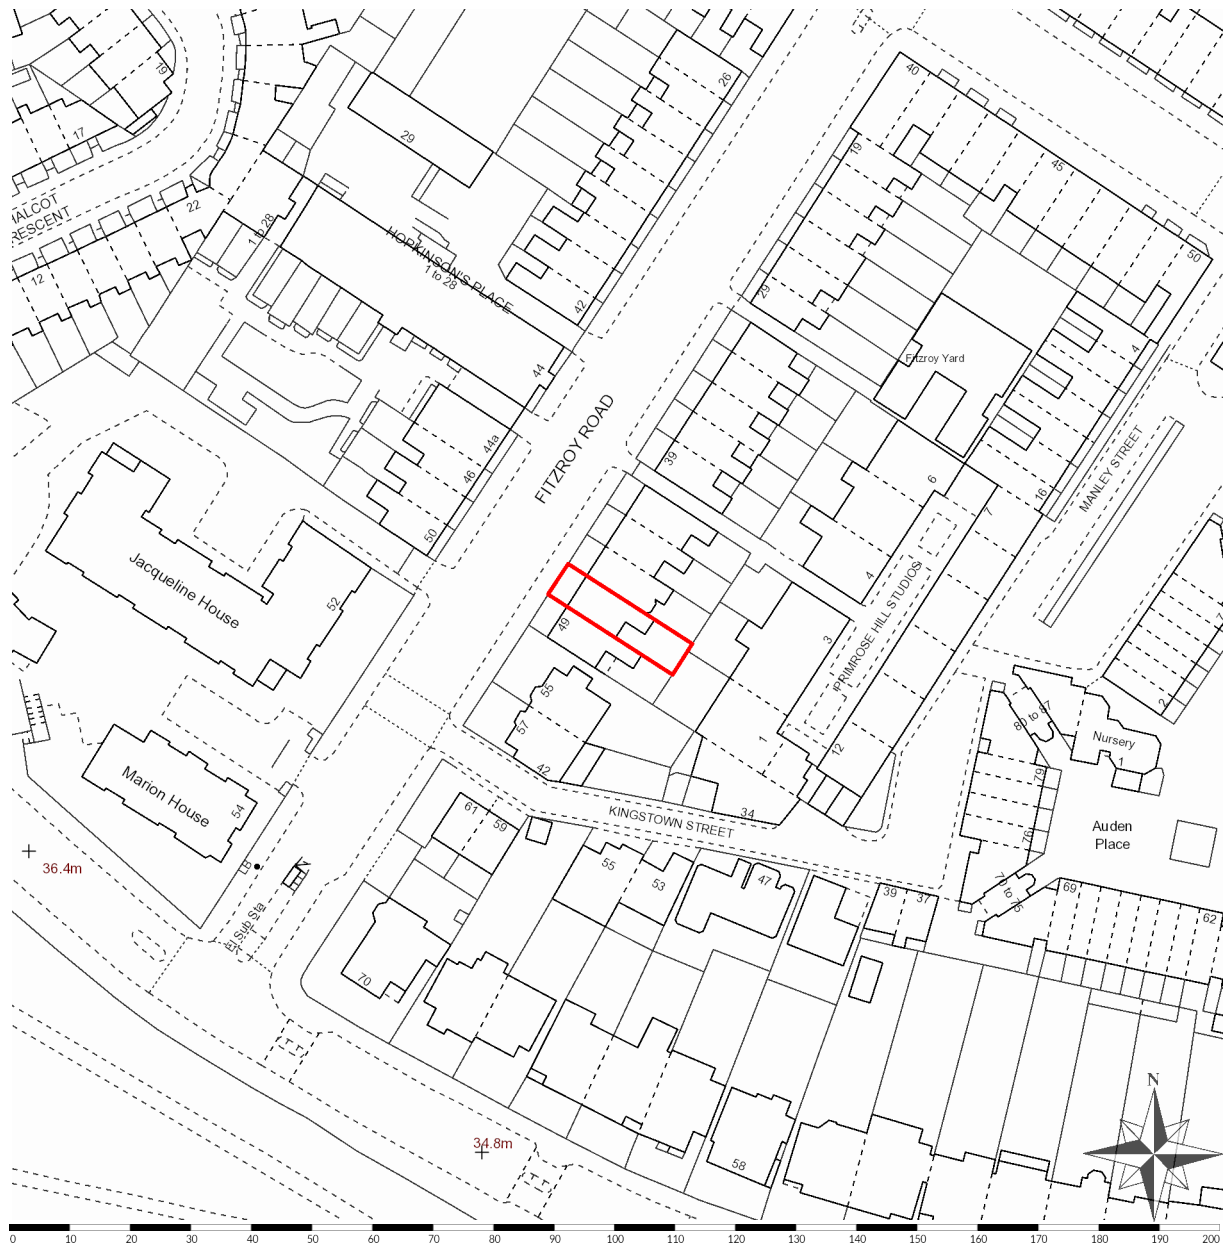 40
26
19
29
45
17
19
22
HALCOT
RESCENT
12
1 to 28
HOPKINSON'S PLACE
1 to 28
42
29
50
4
Fitzroy Yard
44
FITZROY ROAD
44a
46
50
39
6
7
16
MANLEY STREET
Jacqueline House
52
4
PRIMROSE HILL STUDIOS
49
3
55
57
1
12
2
80 to 87
Nursery
1
79
42
KINGSTOWN STREET
34
Marion House
54
61
59
76
Auden
Place
36.4m
LB
El Sub Sta
55
53
47
39
37
70 to 75
69
62
70
34.8m
58
N
0 10 20 30 40 50 60 70 80 90 100 110 120 130 140 150 160 170 180 190 200